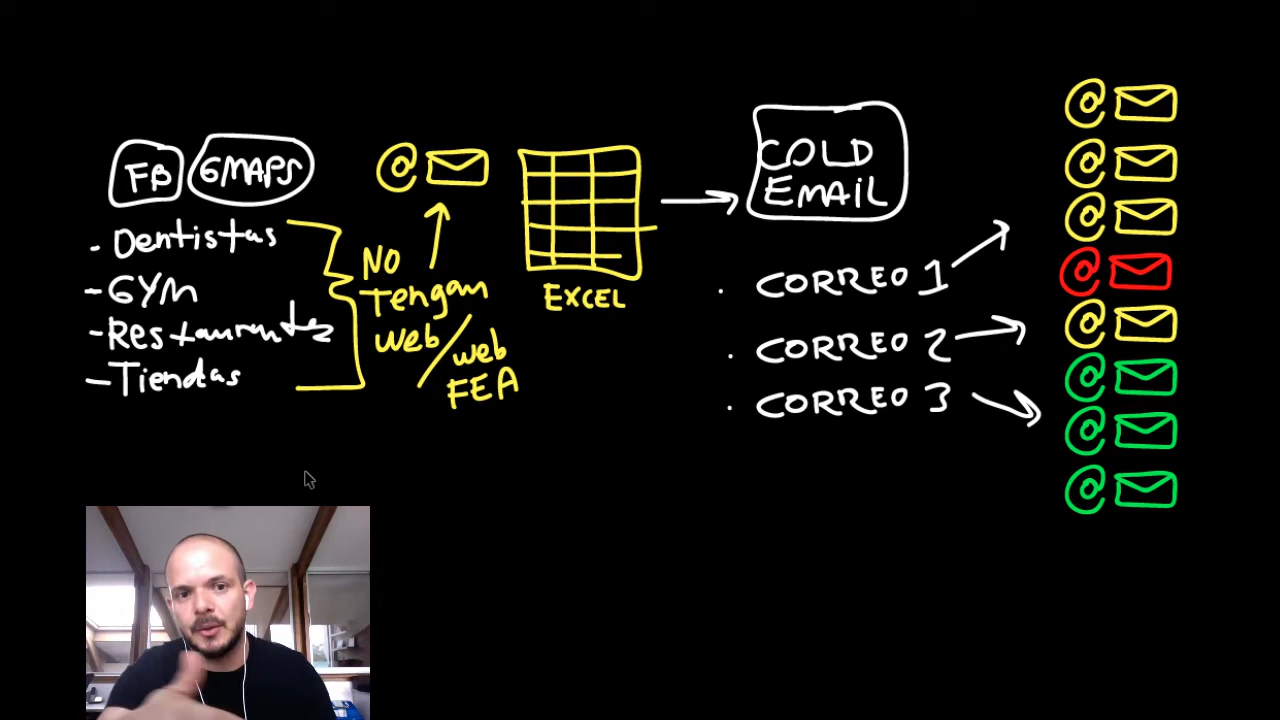 FB GMAPS
- Dentistas
- GYM
- Restaurantes
- Tiendas
@
NO
Tengan
web / web
FEA
EXCEL
COLD
EMAIL
. CORREO 1
. CORREO 2
. CORREO 3
@
@
@
@
@
@
@
@